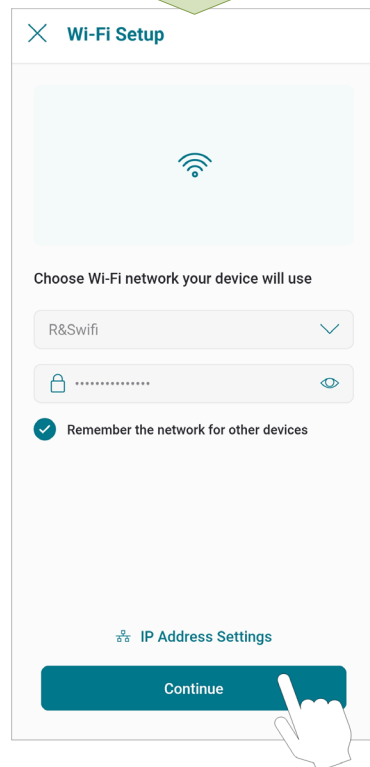 Wi-Fi Setup
Choose Wi-Fi network your device will use
R&Swifi
···············
Remember the network for other devices
IP Address Settings
Continue